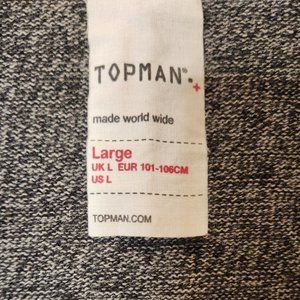 TOPMAN®
made world wide
Large
UK L EUR 101-106CM
US L
TOPMAN.COM